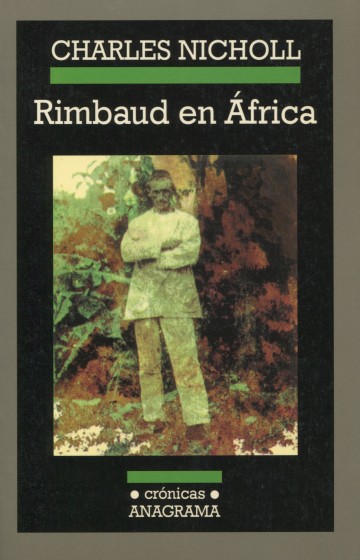 CHARLES NICHOLL
Rimbaud en África
• crónicas •
ANAGRAMA